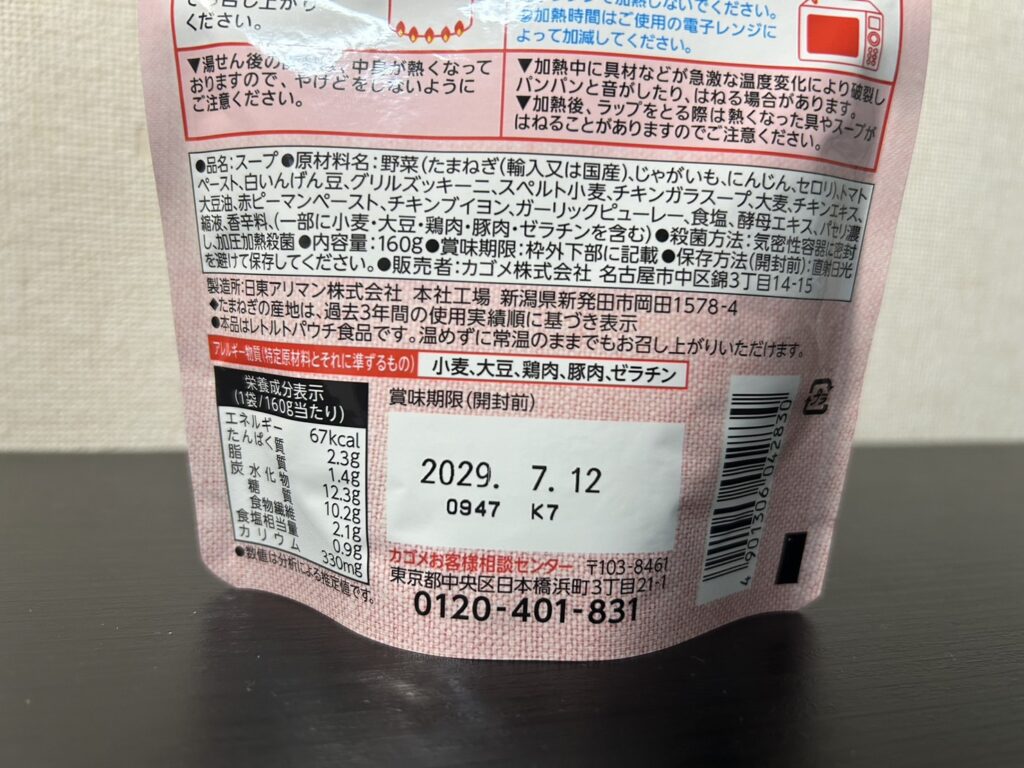 でお召し上がり
ください。
加熱しないでください。
加熱時間はご使用の電子レンジに
よって加減してください。
▼湯せん後の 中身が熱くなって
おりますので、やけどをしないように
ご注意ください。
▼加熱中に具材などが急激な温度変化により破裂し
パンパンと音がしたり、はねる場合があります。
▼加熱後、ラップをとる際は熱くなった具やスープが
はねることがありますのでご注意ください。
●品名:スープ●原材料名:野菜(たまねぎ(輸入又は国産)、じゃがいも、にんじん、セロリ)、トマト
ペースト、白いんげん豆、グリルズッキーニ、スペルト小麦、チキンガラスープ、大麦、チキンエキス、
大豆油、赤ピーマンペースト、チキンブイヨン、ガーリックピューレー、食塩、酵母エキス、パセリ濃
縮液、香辛料、(一部に小麦・大豆・鶏肉・豚肉・ゼラチンを含む)●殺菌方法:気密性容器に密封
し、加圧加熱殺菌●内容量:160g●賞味期限:枠外下部に記載●保存方法(開封前):直射日光
を避けて保存してください。●販売者:カゴメ株式会社 名古屋市中区錦3丁目14-15
製造所:日東アリマン株式会社 本社工場 新潟県新発田市岡田1578-4
◆たまねぎの産地は、過去3年間の使用実績順に基づき表示
●本品はレトルトパウチ食品です。温めずに常温のままでもお召し上がりいただけます。
アレルギー物質(特定原材料とそれに準ずるもの) 小麦、大豆、鶏肉、豚肉、ゼラチン
栄養成分表示
(1袋/160g当たり)
エネルギー 67kcal
たんぱく質 2.3g
脂質 1.4g
炭水化物 12.3g
糖質 10.2g
食物繊維 2.1g
食塩相当量 0.9g
カリウム 330mg
●数値は分析による推定値です。
賞味期限(開封前)
2029. 7. 12
0947 K7
カゴメお客様相談センター 〒103-8461
東京都中央区日本橋浜町3丁目21-1
0120-401-831
プラ
4 901306 042830